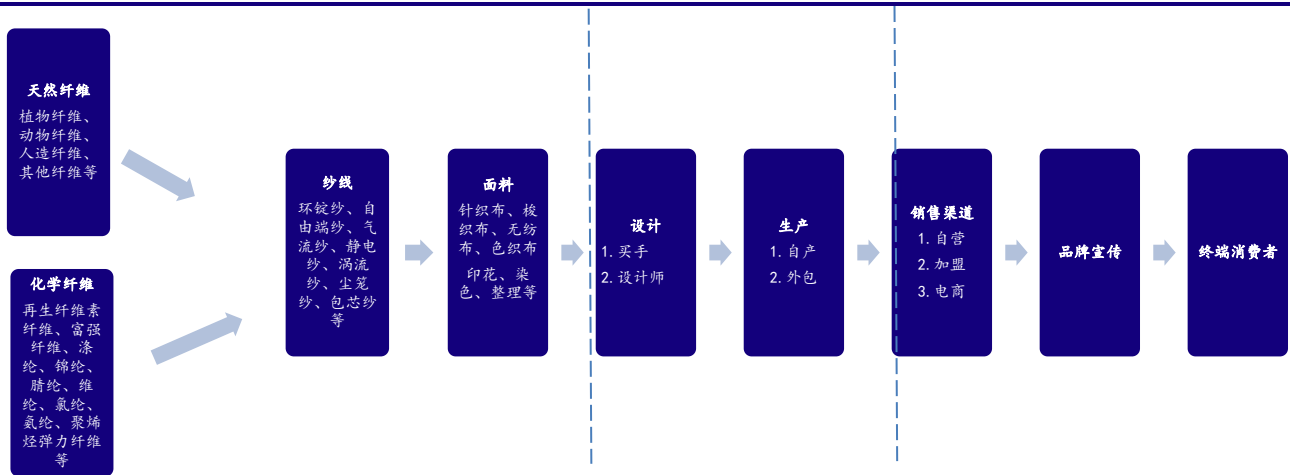 天然纤维
植物纤维、
动物纤维、
人造纤维、
其他纤维等
化学纤维
再生纤维素
纤维、富强
纤维、涤
纶、锦纶、
腈纶、维
纶、氯纶、
氨纶、聚烯
烃弹力纤维
等
纱线
环锭纱、自
由端纱、气
流纱、静电
纱、涡流
纱、尘笼
纱、包芯纱
等
面料
针织布、梭
织布、无纺
布、色织布
印花、染
色、整理等
设计
1. 买手
2. 设计师
生产
1. 自产
2. 外包
销售渠道
1. 自营
2. 加盟
3. 电商
品牌宣传
终端消费者